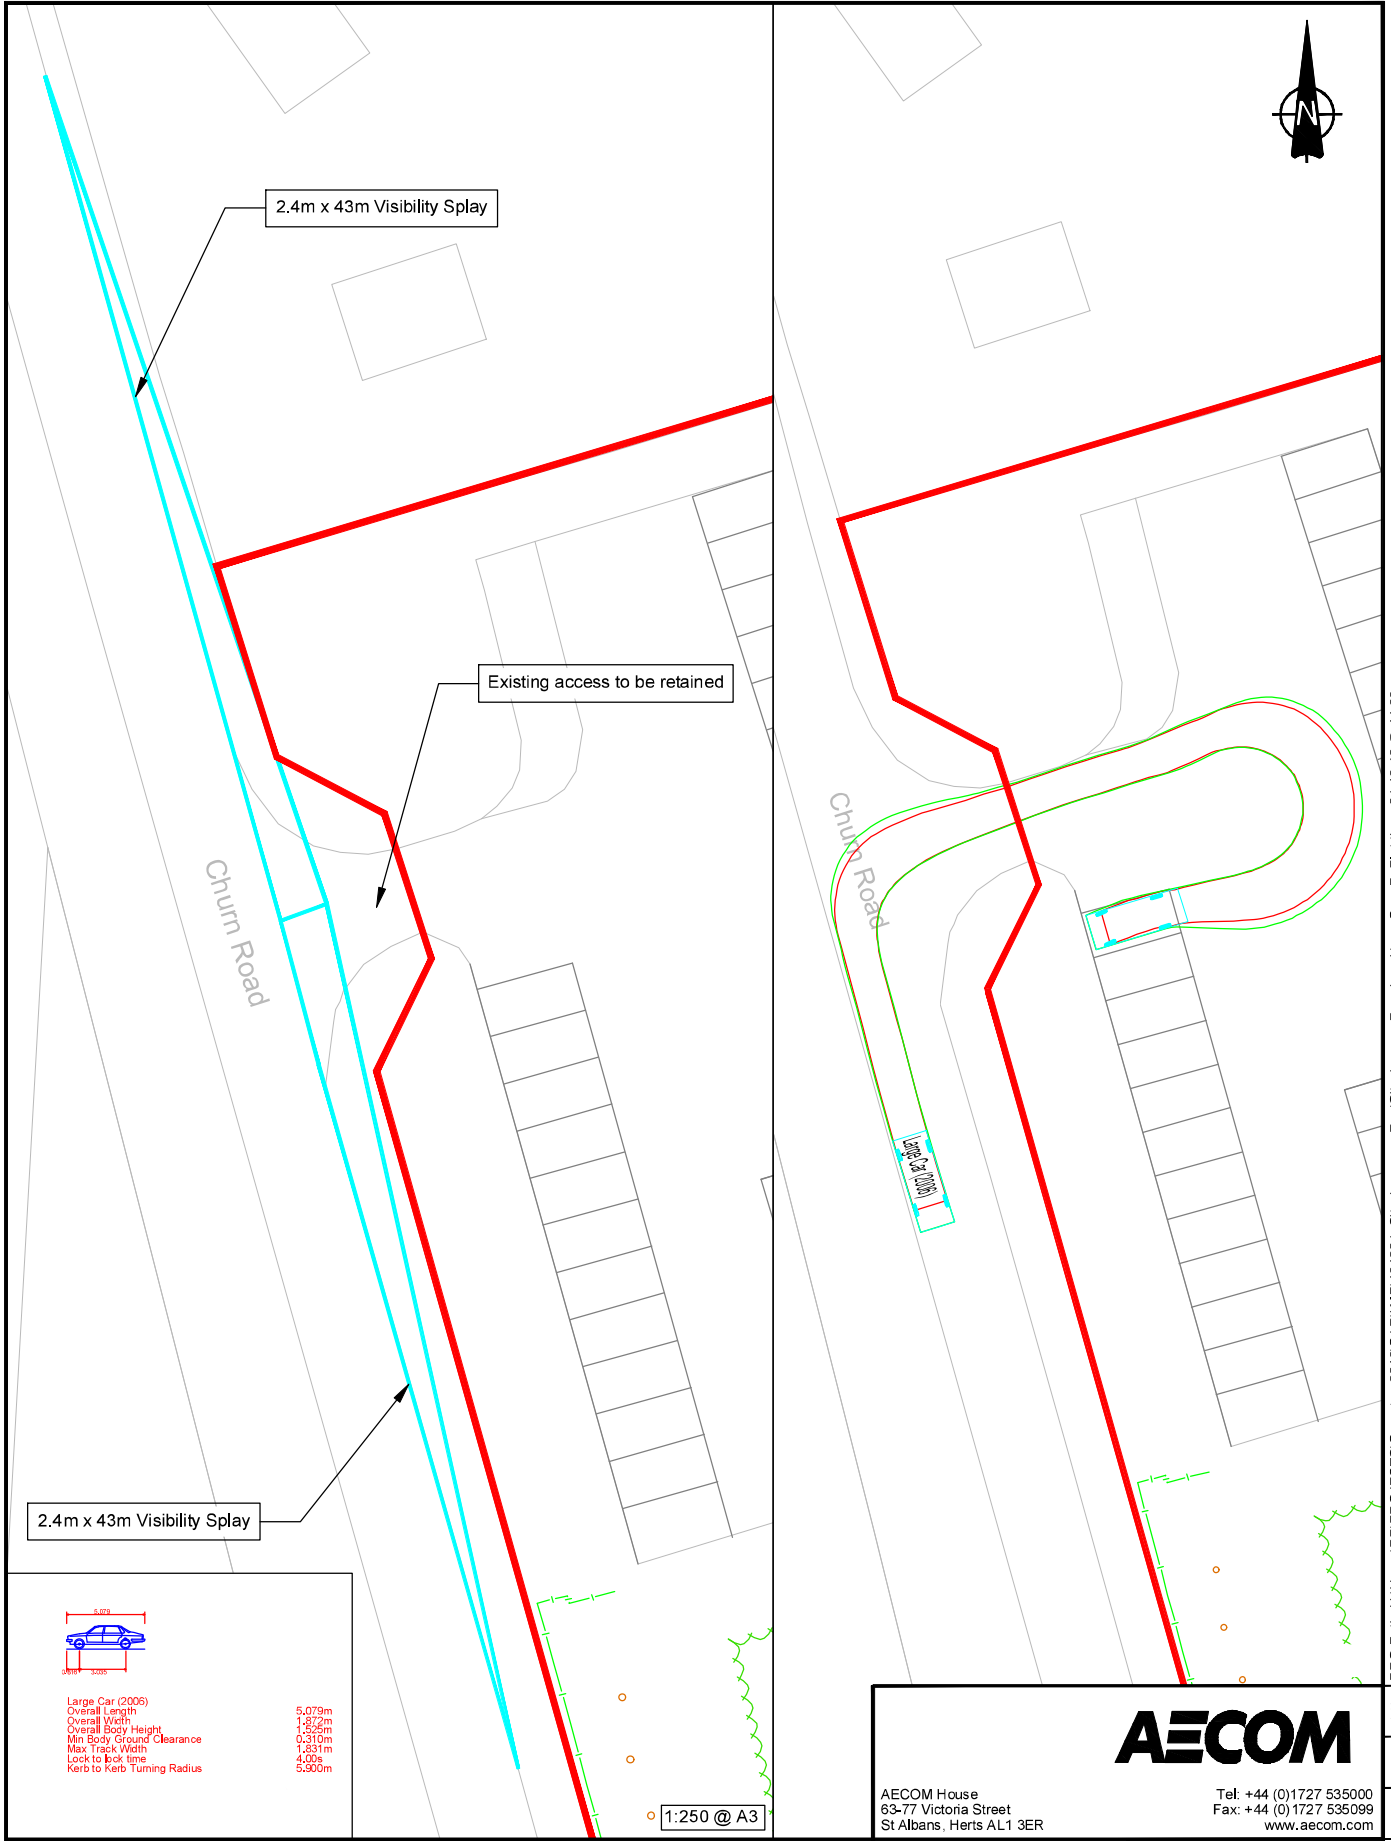 2.4m x 43m Visibility Splay
Existing access to be retained
Churn Road
2.4m x 43m Visibility Splay
5.079
3.035
Large Car (2006)
Overall Length 5.079m
Overall Width 1.872m
Overall Body Height 1.525m
Min Body Ground Clearance 0.310m
Max Track Width 1.831m
Lock to lock time 4.00s
Kerb to Kerb Turning Radius 5.900m
1:250 @ A3
N
Churn Road
Large Car (2006)
AECOM
AECOM House
63-77 Victoria Street
St Albans, Herts AL1 3ER
Tel: +44 (0)1727 535000
Fax: +44 (0)1727 535099
www.aecom.com